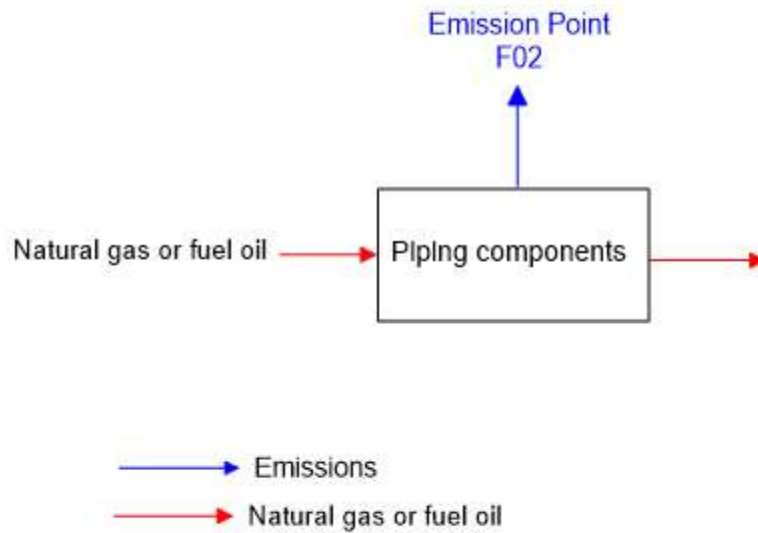 Emission Point
F02
Natural gas or fuel oil
Piping components
Emissions
Natural gas or fuel oil